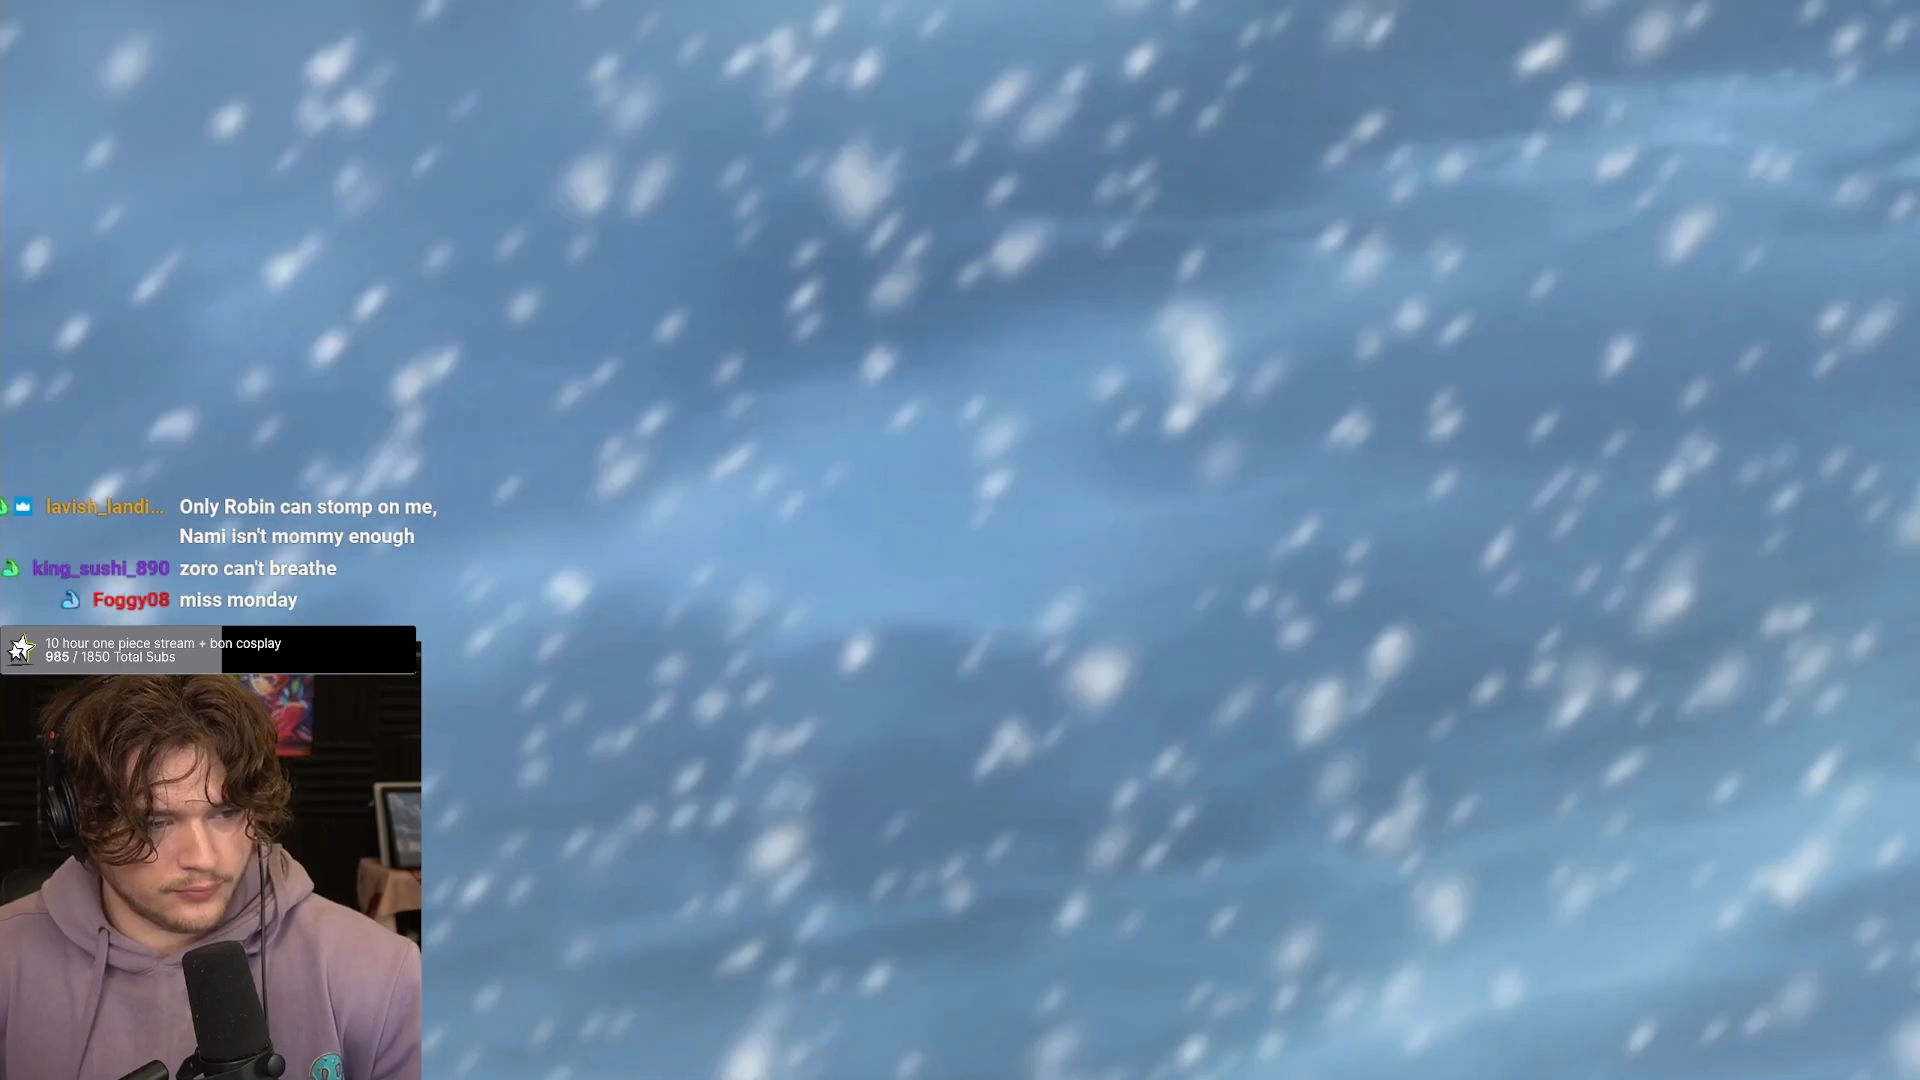 lavish_landi... Only Robin can stomp on me,
Nami isn't mommy enough
king_sushi_890 zoro can't breathe
Foggy08 miss monday
10 hour one piece stream + bon cosplay
985 / 1850 Total Subs